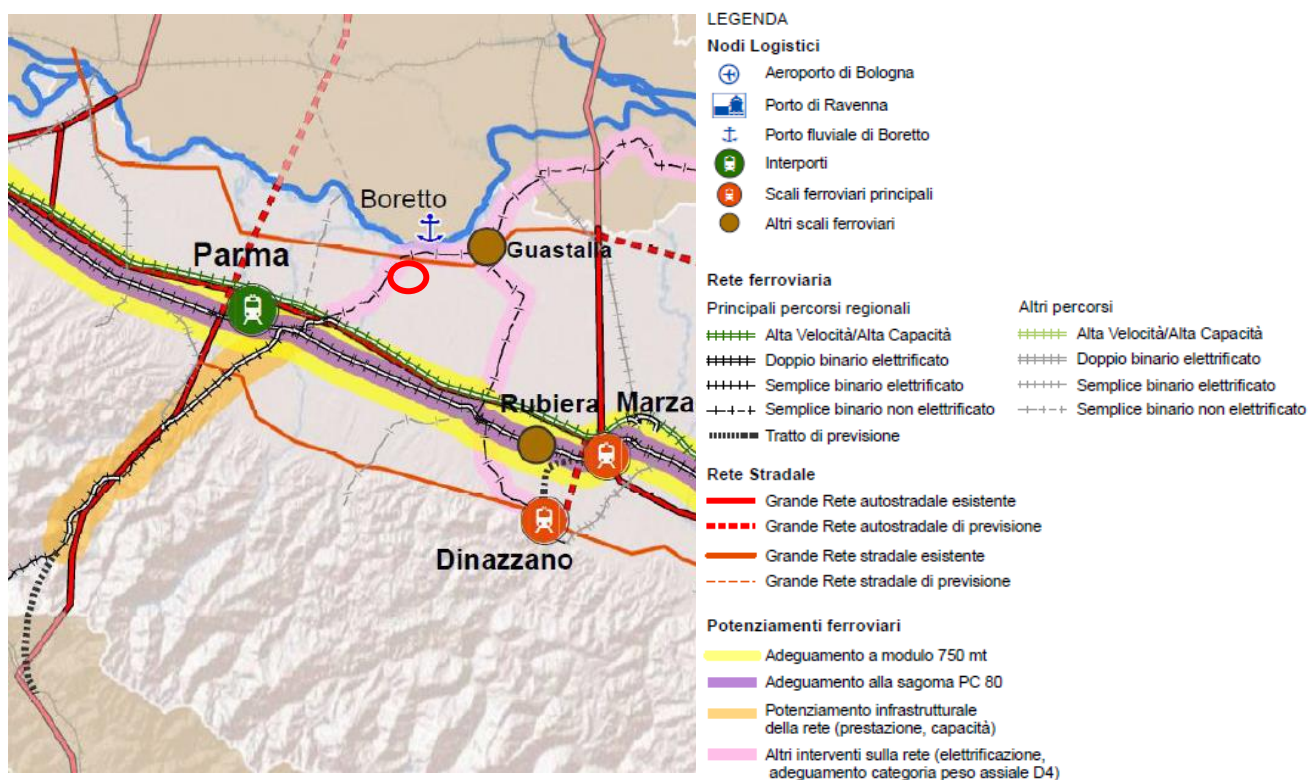 Boretto
Parma
Guastalla
Rubiera
Marza
Dinazzano
LEGENDA
Nodi Logistici
Aeroporto di Bologna
Porto di Ravenna
Porto fluviale di Boretto
Interporti
Scali ferroviari principali
Altri scali ferroviari
Rete ferroviaria
Principali percorsi regionali
Alta Velocità/Alta Capacità
Doppio binario elettrificato
Semplice binario elettrificato
Semplice binario non elettrificato
Tratto di previsione
Altri percorsi
Alta Velocità/Alta Capacità
Doppio binario elettrificato
Semplice binario elettrificato
Semplice binario non elettrificato
Rete Stradale
Grande Rete autostradale esistente
Grande Rete autostradale di previsione
Grande Rete stradale esistente
Grande Rete stradale di previsione
Potenziamenti ferroviari
Adeguamento a modulo 750 mt
Adeguamento alla sagoma PC 80
Potenziamento infrastrutturale
della rete (prestazione, capacità)
Altri interventi sulla rete (elettrificazione,
adeguamento categoria peso assiale D4)